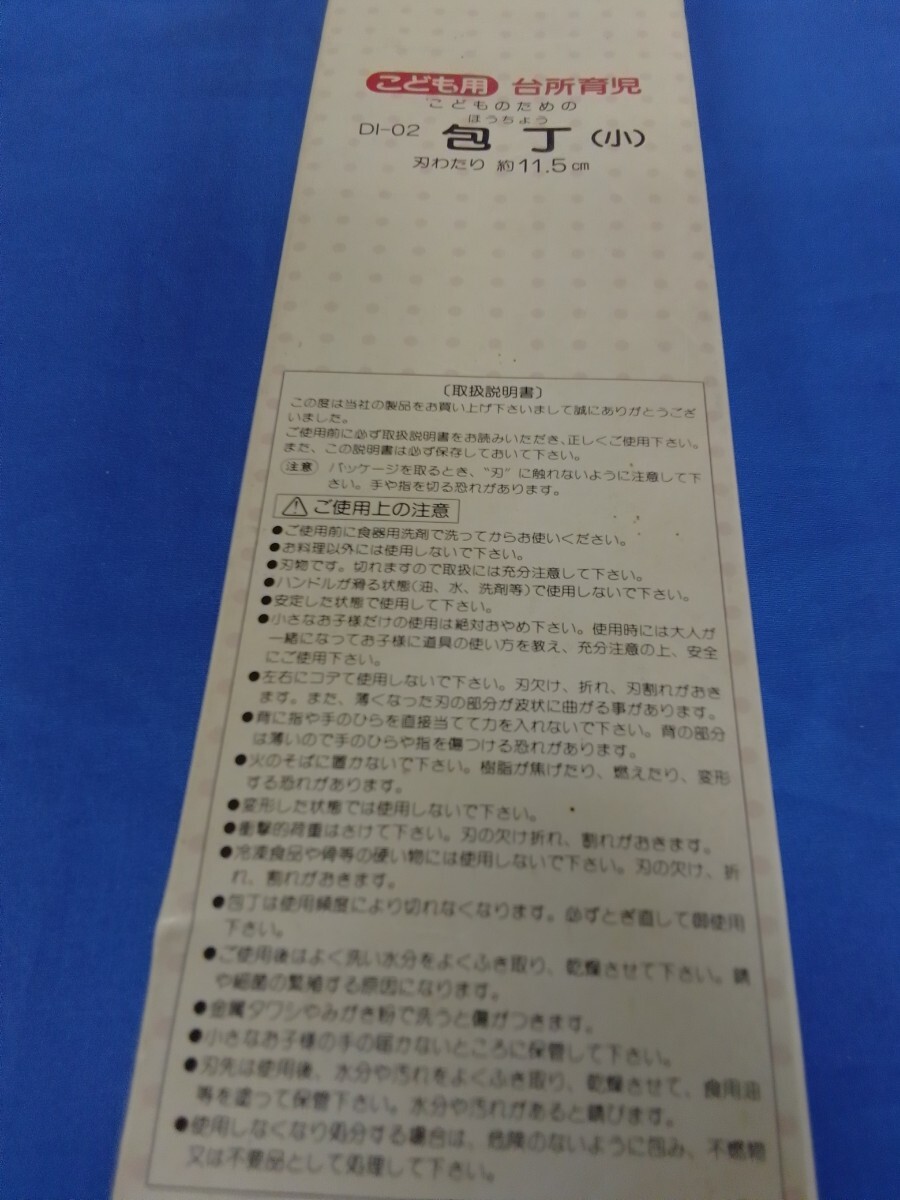 こども用 台所育児
こどものための
ほうちょう
DI-02 包丁(小)
刃わたり 約11.5cm
〔取扱説明書〕
この度は当社の製品をお買い上げ下さいまして誠にありがとうござ
いました。
ご使用前に必ず取扱説明書をお読みいただき、正しくご使用下さい。
また、この説明書は必ず保存しておいて下さい。
注意 パッケージを取るとき、“刃”に触れないように注意して下
さい。手や指を切る恐れがあります。
⚠ご使用上の注意
●ご使用前に食器用洗剤で洗ってからお使いください。
●お料理以外には使用しないで下さい。
●刃物です。切れますので取扱には充分注意して下さい。
●ハンドルが滑る状態(油、水、洗剤等)で使用しないで下さい。
●安定した状態で使用して下さい。
●小さなお子様だけの使用は絶対おやめ下さい。使用時には大人が
一緒になってお子様に道具の使い方を教え、充分注意の上、安全
にご使用下さい。
●左右にコデて使用しないで下さい。刃欠け、折れ、刃割れがおき
ます。また、薄くなった刃の部分が波状に曲がる事があります。
●背に指や手のひらを直接当てて力を入れないで下さい。背の部分
は薄いので手のひらや指を傷つける恐れがあります。
●火のそばに置かないで下さい。樹脂が焦げたり、燃えたり、変形
する恐れがあります。
●変形した状態では使用しないで下さい。
●衝撃的荷重はさけて下さい。刃の欠け折れ、割れがおきます。
●冷凍食品や骨等の硬い物には使用しないで下さい。刃の欠け、折
れ、割れがおきます。
●包丁は使用頻度により切れなくなります。必ずとぎ直して御使用
下さい。
●ご使用後はよく洗い水分をよくふき取り、乾燥させて下さい。錆
や細菌の繁殖する原因になります。
●金属タワシやみがき粉で洗うと傷がつきます。
●小さなお子様の手の届かないところに保管して下さい。
●刃先は使用後、水分や汚れをよくふき取り、乾燥させて、食用油
等を塗って保管下さい。水分や汚れがあると錆びます。
●使用しなくなり処分する場合は、危険のないように包み、不燃物
又は不要品として処理して下さい。